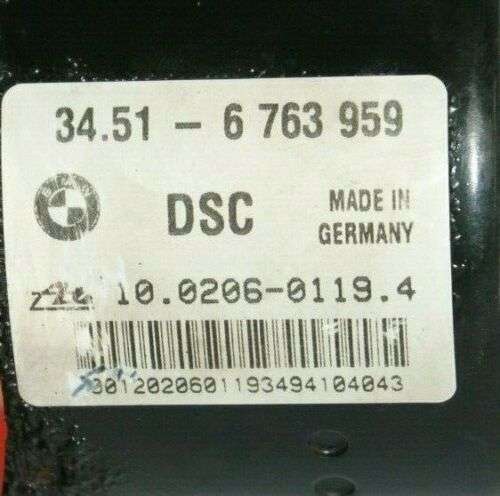 34.51 - 6 763 959
DSC
MADE IN
GERMANY
10.0206-0119.4
3012020601193494104043